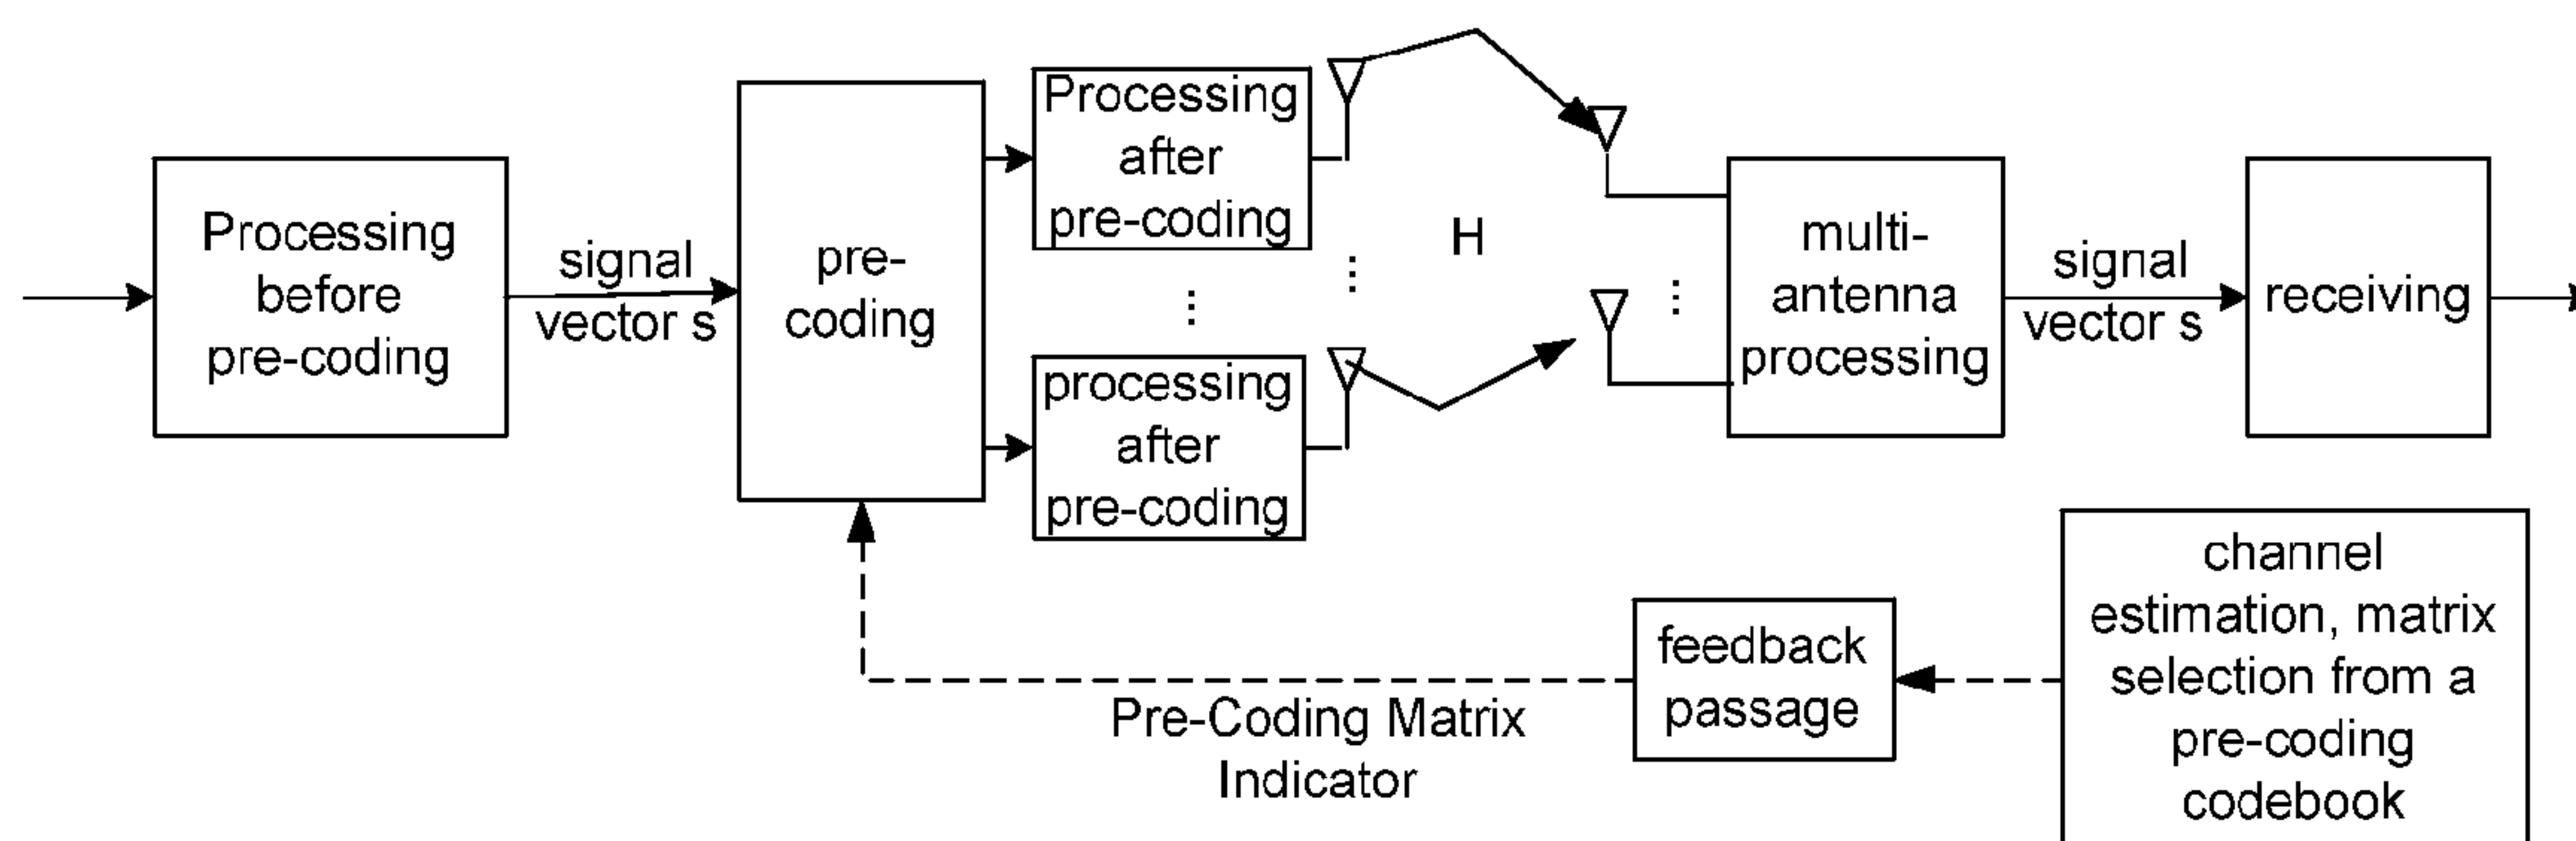 Processing
before
pre-coding
signal
vector s
pre-
coding
Processing
after
pre-coding
processing
after
pre-coding
H
multi-
antenna
processing
signal
vector s
receiving
Pre-Coding Matrix
Indicator
feedback
passage
channel
estimation, matrix
selection from a
pre-coding
codebook